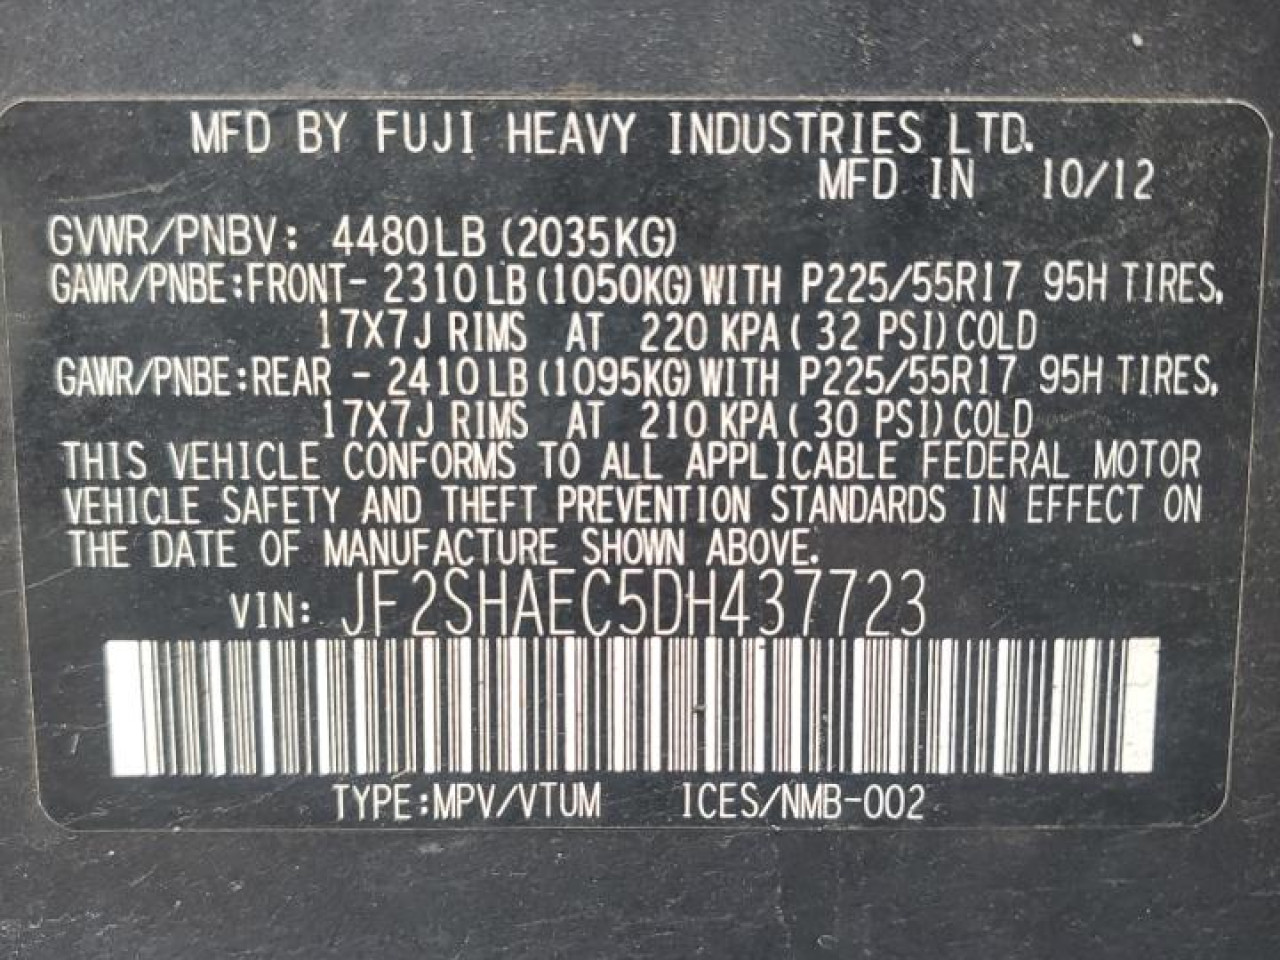 MFD BY FUJI HEAVY INDUSTRIES LTD.
MFD IN 10/12
GVWR/PNBV: 4480LB (2035KG)
GAWR/PNBE:FRONT- 2310LB(1050KG)WITH P225/55R17 95H TIRES,
17X7J RIMS AT 220 KPA( 32 PSI)COLD
GAWR/PNBE:REAR - 2410LB(1095KG)WITH P225/55R17 95H TIRES,
17X7J RIMS AT 210 KPA( 30 PSI)COLD
THIS VEHICLE CONFORMS TO ALL APPLICABLE FEDERAL MOTOR
VEHICLE SAFETY AND THEFT PREVENTION STANDARDS IN EFFECT ON
THE DATE OF MANUFACTURE SHOWN ABOVE.
VIN: JF2SHAEC5DH437723
TYPE:MPV/VTUM ICES/NMB-002